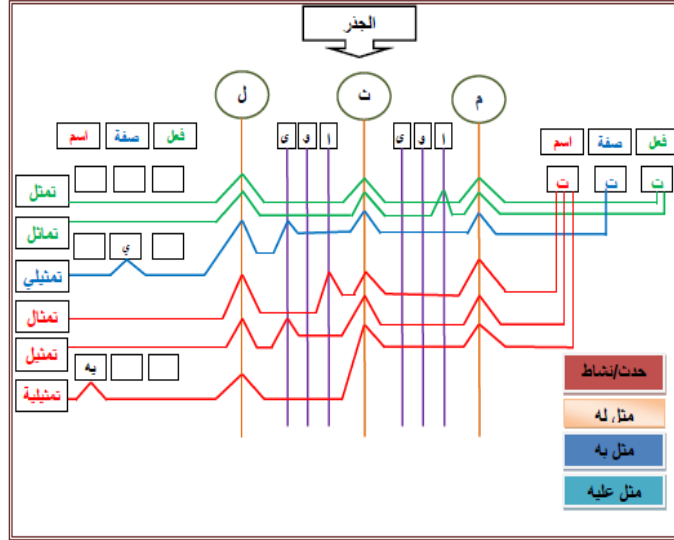 الجذر
م ث ل
فعل صفة اسم
ا و ي
ا و ي
فعل صفة اسم
ت ت ت
تمثل
تماثل
ي
تمثيلي
تمثال
تمثيل
يه
تمثيلية
حدث/نشاط
مثل له
مثل به
مثل عليه